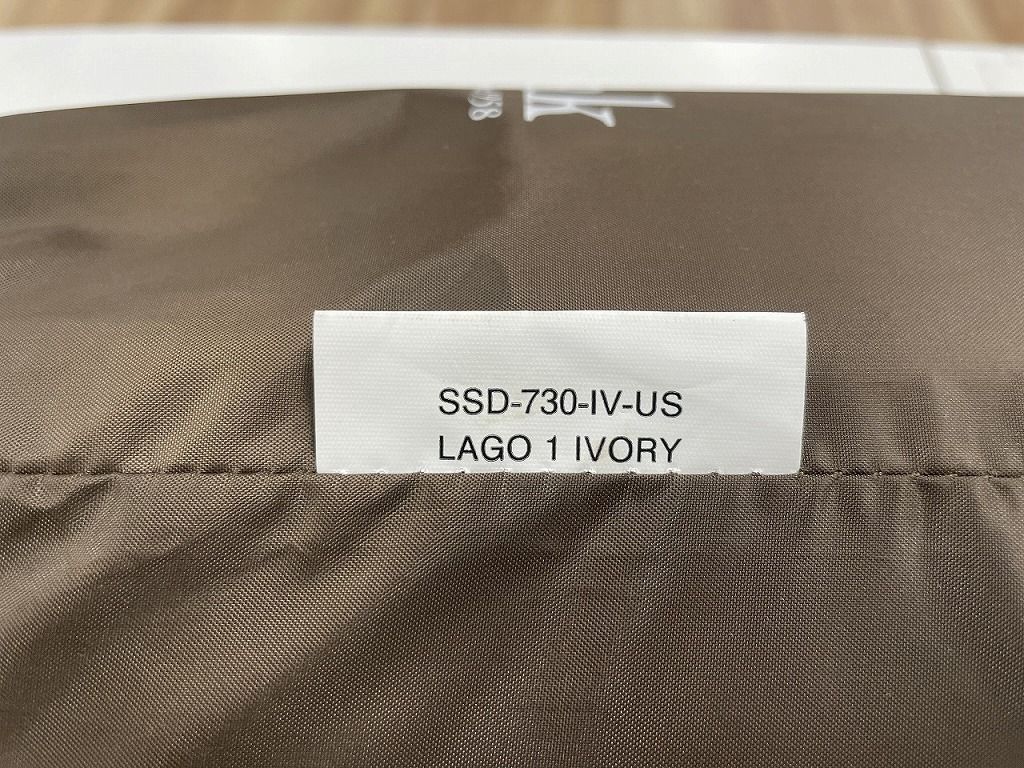 SSD-730-IV-US
LAGO 1 IVORY